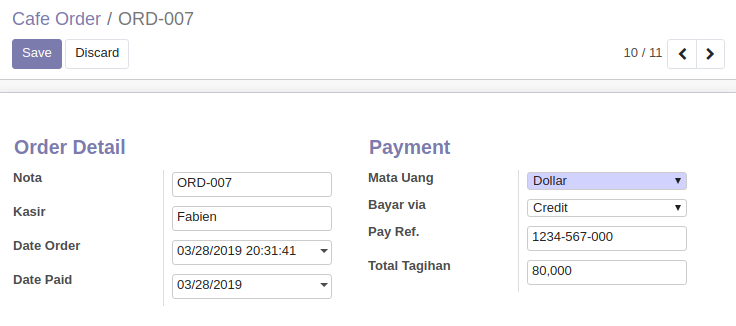 Cafe Order / ORD-007
Save Discard 10 / 11
Order Detail
Nota ORD-007
Kasir Fabien
Date Order 03/28/2019 20:31:41
Date Paid 03/28/2019
Payment
Mata Uang Dollar
Bayar via Credit
Pay Ref. 1234-567-000
Total Tagihan 80,000